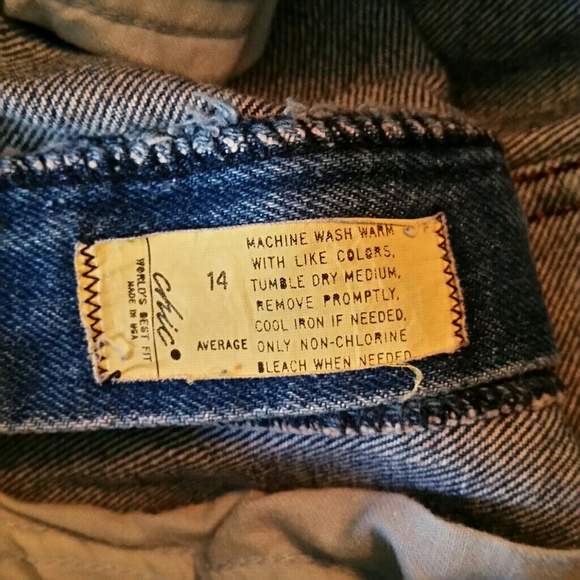 chic
WORLD'S BEST FIT
MADE IN USA
14
AVERAGE
MACHINE WASH WARM
WITH LIKE COLORS,
TUMBLE DRY MEDIUM,
REMOVE PROMPTLY,
COOL IRON IF NEEDED,
ONLY NON-CHLORINE
BLEACH WHEN NEEDED